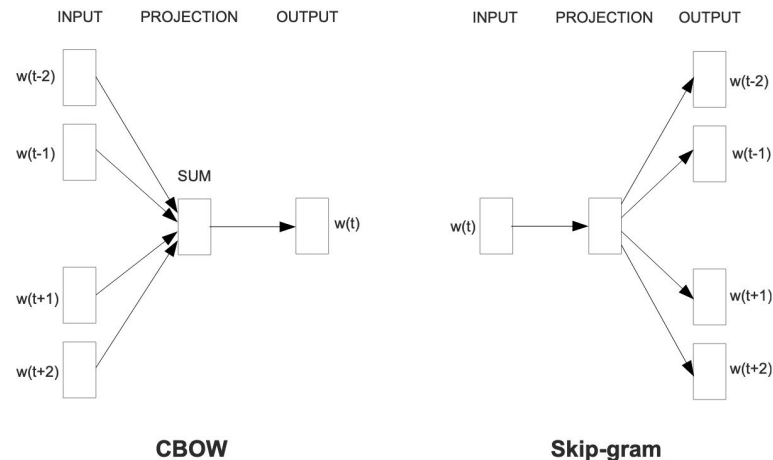 INPUT PROJECTION OUTPUT
w(t-2)
w(t-1)
SUM
w(t)
w(t+1)
w(t+2)
CBOW
INPUT PROJECTION OUTPUT
w(t-2)
w(t-1)
w(t)
w(t+1)
w(t+2)
Skip-gram